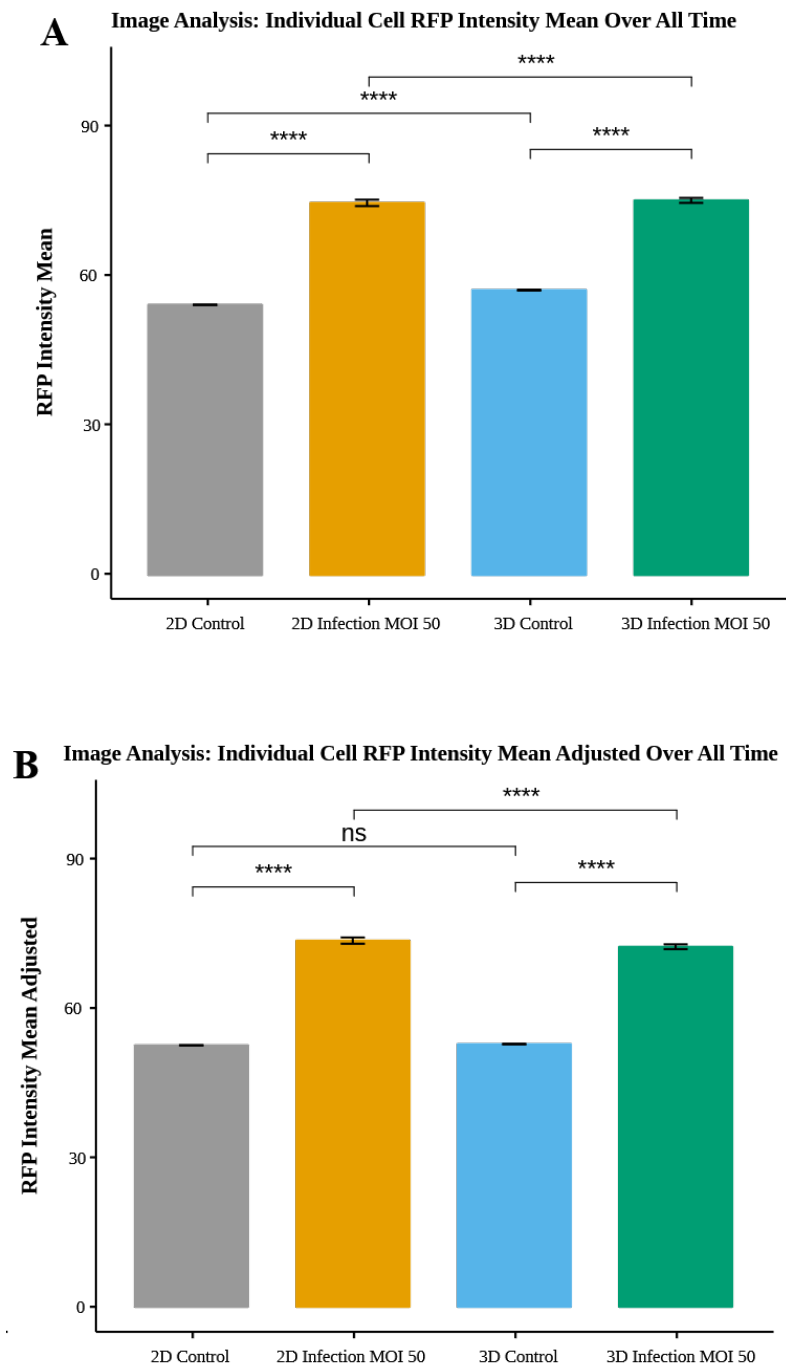 A
Image Analysis: Individual Cell RFP Intensity Mean Over All Time
****
****
****
****
90
60
30
0
RFP Intensity Mean
2D Control
2D Infection MOI 50
3D Control
3D Infection MOI 50
B
Image Analysis: Individual Cell RFP Intensity Mean Adjusted Over All Time
****
ns
****
****
90
60
30
0
RFP Intensity Mean Adjusted
2D Control
2D Infection MOI 50
3D Control
3D Infection MOI 50